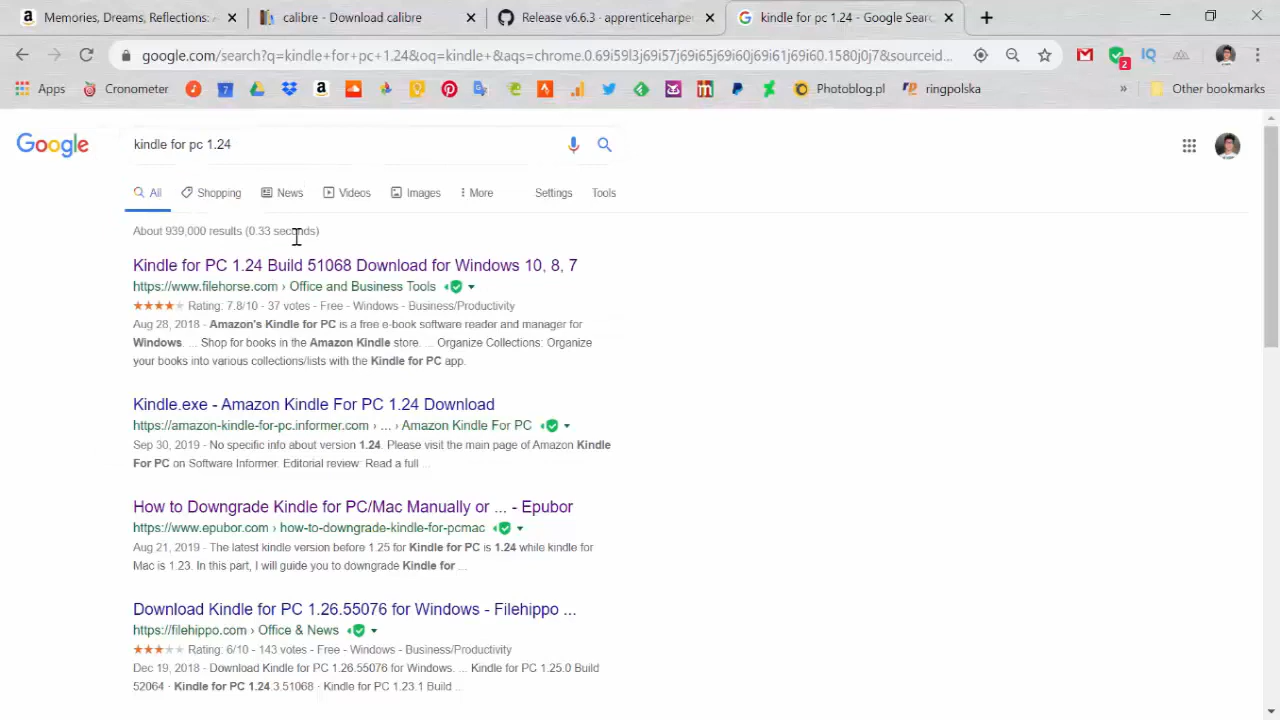 Memories, Dreams, Reflections: A
calibre - Download calibre
Release v6.6.3 · apprenticeharpe
kindle for pc 1.24 - Google Sear
google.com/search?q=kindle+for+pc+1.24&oq=kindle+&aqs=chrome.0.69i59l3j69i57j69i65j69i60j69i61j69i60.1580j0j7&sourceid...
2
Apps
Cronometer
Photoblog.pl
ringpolska
»
Other bookmarks
Google
kindle for pc 1.24
All
Shopping
News
Videos
Images
More
Settings
Tools
About 939,000 results (0.33 seconds)
Kindle for PC 1.24 Build 51068 Download for Windows 10, 8, 7
https://www.filehorse.com › Office and Business Tools
Rating: 7.8/10 - 37 votes - Free - Windows - Business/Productivity
Aug 28, 2018 - Amazon's Kindle for PC is a free e-book software reader and manager for
Windows. ... Shop for books in the Amazon Kindle store. ... Organize Collections: Organize
your books into various collections/lists with the Kindle for PC app.
Kindle.exe - Amazon Kindle For PC 1.24 Download
https://amazon-kindle-for-pc.informer.com › ... › Amazon Kindle For PC
Sep 30, 2019 - No specific info about version 1.24. Please visit the main page of Amazon Kindle
For PC on Software Informer. Editorial review: Read a full ...
How to Downgrade Kindle for PC/Mac Manually or ... - Epubor
https://www.epubor.com › how-to-downgrade-kindle-for-pcmac
Aug 21, 2019 - The latest kindle version before 1.25 for Kindle for PC is 1.24 while kindle for
Mac is 1.23. In this part, I will guide you to downgrade Kindle for ...
Download Kindle for PC 1.26.55076 for Windows - Filehippo ...
https://filehippo.com › Office & News
Rating: 6/10 - 143 votes - Free - Windows - Business/Productivity
Dec 19, 2018 - Download Kindle for PC 1.26.55076 for Windows. ... Kindle for PC 1.25.0 Build
52064 · Kindle for PC 1.24.3.51068 · Kindle for PC 1.23.1 Build ...